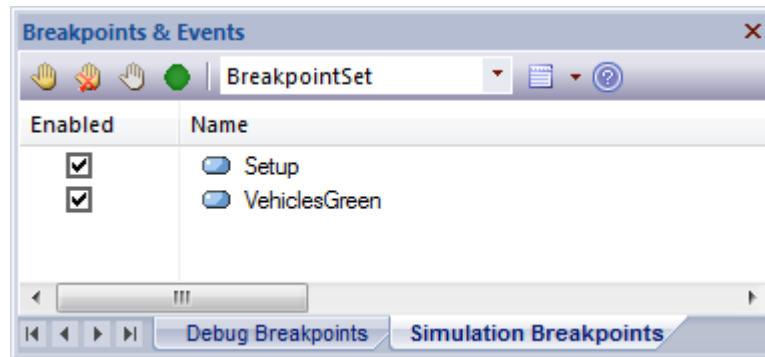 Breakpoints & Events
BreakpointSet
Enabled Name
Setup
VehiclesGreen
Debug Breakpoints Simulation Breakpoints